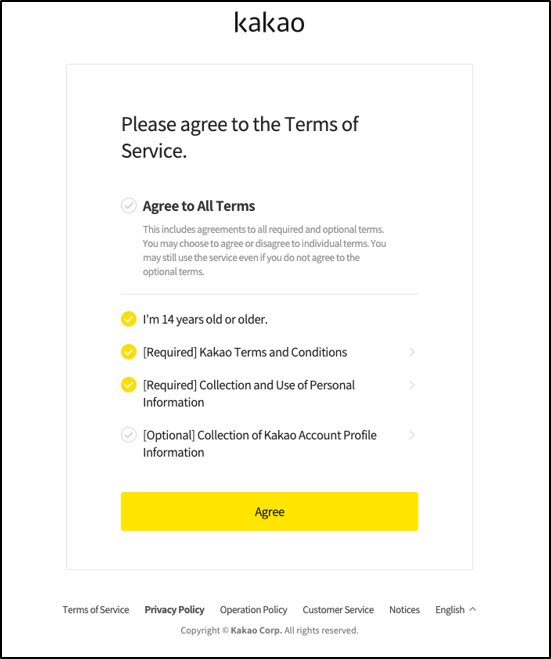 kakao
Please agree to the Terms of
Service.
Agree to All Terms
This includes agreements to all required and optional terms.
You may choose to agree or disagree to individual terms. You
may still use the service even if you do not agree to the
optional terms.
I'm 14 years old or older.
[Required] Kakao Terms and Conditions
[Required] Collection and Use of Personal
Information
[Optional] Collection of Kakao Account Profile
Information
Agree
Terms of Service Privacy Policy Operation Policy Customer Service Notices English
Copyright © Kakao Corp. All rights reserved.